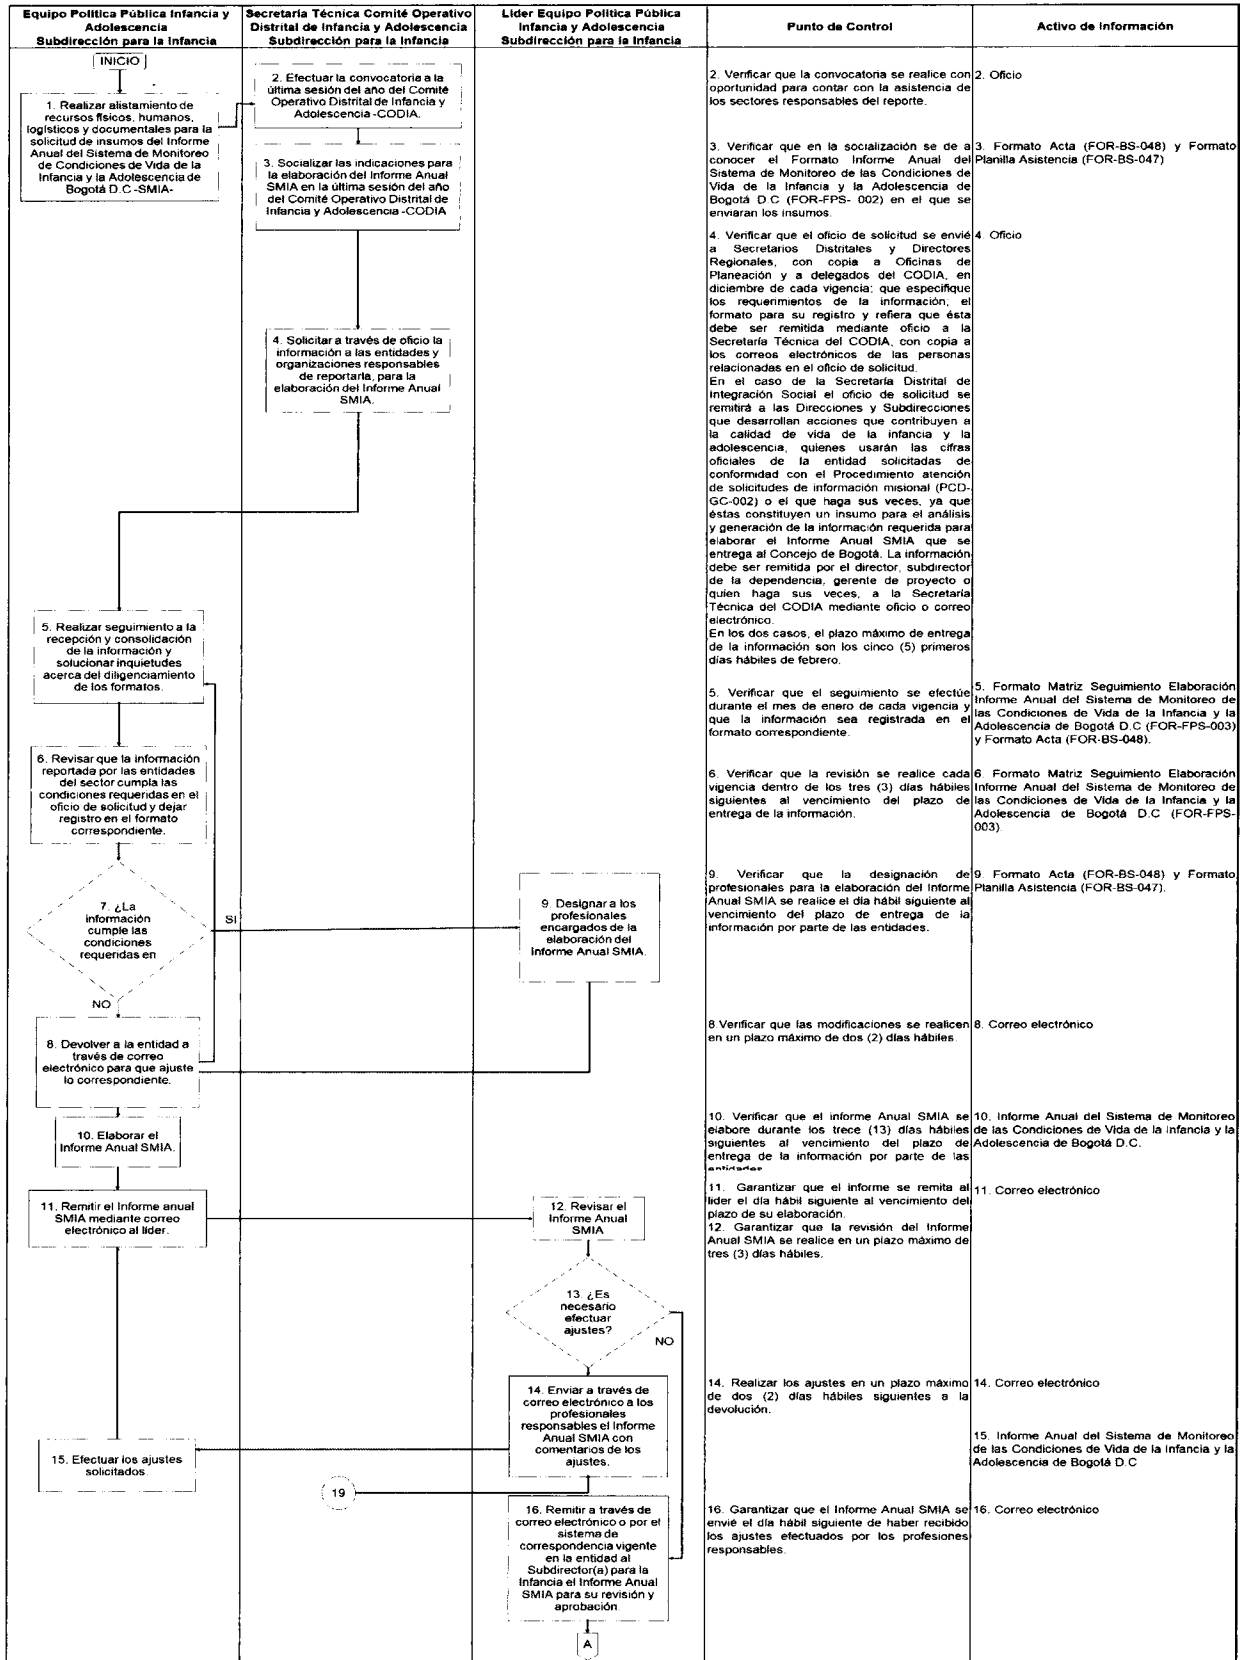 Equipo Política Pública Infancia y
Adolescencia
Subdirección para la Infancia
Secretaría Técnica Comité Operativo
Distrital de Infancia y Adolescencia
Subdirección para la Infancia
Líder Equipo Política Pública
Infancia y Adolescencia
Subdirección para la Infancia
Punto de Control
Activo de Información
INICIO
1. Realizar alistamiento de
recursos físicos, humanos,
logísticos y documentales para la
solicitud de insumos del Informe
Anual del Sistema de Monitoreo
de Condiciones de Vida de la
Infancia y la Adolescencia de
Bogotá D.C -SMIA-
2. Efectuar la convocatoria a la
última sesión del año del Comité
Operativo Distrital de Infancia y
Adolescencia -CODIA.
2. Verificar que la convocatoria se realice con
oportunidad para contar con la asistencia de
los sectores responsables del reporte.
2. Oficio
3. Socializar las indicaciones para
la elaboración del Informe Anual
SMIA en la última sesión del año
del Comité Operativo Distrital de
Infancia y Adolescencia -CODIA
3. Verificar que en la socialización se de a
conocer el Formato Informe Anual del
Sistema de Monitoreo de las Condiciones de
Vida de la Infancia y la Adolescencia de
Bogotá D.C (FOR-FPS- 002) en el que se
enviaran los insumos.
3. Formato Acta (FOR-BS-048) y Formato
Planilla Asistencia (FOR-BS-047)
4. Solicitar a través de oficio la
información a las entidades y
organizaciones responsables
de reportarla, para la
elaboración del Informe Anual
SMIA.
4. Verificar que el oficio de solicitud se envié
a Secretarios Distritales y Directores
Regionales, con copia a Oficinas de
Planeación y a delegados del CODIA, en
diciembre de cada vigencia; que especifique
los requerimientos de la información; el
formato para su registro y refiera que ésta
debe ser remitida mediante oficio a la
Secretaría Técnica del CODIA, con copia a
los correos electrónicos de las personas
relacionadas en el oficio de solicitud.
En el caso de la Secretaría Distrital de
Integración Social el oficio de solicitud se
remitirá a las Direcciones y Subdirecciones
que desarrollan acciones que contribuyen a
la calidad de vida de la infancia y la
adolescencia, quienes usarán las cifras
oficiales de la entidad solicitadas de
conformidad con el Procedimiento atención
de solicitudes de información misional (PCD-
GC-002) o el que haga sus veces, ya que
éstas constituyen un insumo para el análisis
y generación de la información requerida para
elaborar el Informe Anual SMIA que se
entrega al Concejo de Bogotá. La información
debe ser remitida por el director, subdirector
de la dependencia, gerente de proyecto o
quien haga sus veces, a la Secretaría
Técnica del CODIA mediante oficio o correo
electrónico.
En los dos casos, el plazo máximo de entrega
de la información son los cinco (5) primeros
días hábiles de febrero.
4. Oficio
5. Realizar seguimiento a la
recepción y consolidación
de la información y
solucionar inquietudes
acerca del diligenciamiento
de los formatos.
5. Verificar que el seguimiento se efectúe
durante el mes de enero de cada vigencia y
que la información sea registrada en el
formato correspondiente.
5. Formato Matriz Seguimiento Elaboración
Informe Anual del Sistema de Monitoreo de
las Condiciones de Vida de la Infancia y la
Adolescencia de Bogotá D.C (FOR-FPS-003)
y Formato Acta (FOR-BS-048).
6. Revisar que la información
reportada por las entidades
del sector cumpla las
condiciones requeridas en el
oficio de solicitud y dejar
registro en el formato
correspondiente.
6. Verificar que la revisión se realice cada
vigencia dentro de los tres (3) días hábiles
siguientes al vencimiento del plazo de
entrega de la información.
6. Formato Matriz Seguimiento Elaboración
Informe Anual del Sistema de Monitoreo de
las Condiciones de Vida de la Infancia y la
Adolescencia de Bogotá D.C (FOR-FPS-
003).
7. ¿La
información
cumple las
condiciones
requeridas en
SI
NO
9. Designar a los
profesionales
encargados de la
elaboración del
Informe Anual SMIA.
9. Verificar que la designación de
profesionales para la elaboración del Informe
Anual SMIA se realice el día hábil siguiente al
vencimiento del plazo de entrega de la
información por parte de las entidades.
9. Formato Acta (FOR-BS-048) y Formato
Planilla Asistencia (FOR-BS-047).
8. Devolver a la entidad a
través de correo
electrónico para que ajuste
lo correspondiente.
8.Verificar que las modificaciones se realicen
en un plazo máximo de dos (2) días hábiles.
8. Correo electrónico
10. Elaborar el
Informe Anual SMIA.
10. Verificar que el informe Anual SMIA se
elabore durante los trece (13) días hábiles
siguientes al vencimiento del plazo de
entrega de la información por parte de las
entidades
10. Informe Anual del Sistema de Monitoreo
de las Condiciones de Vida de la Infancia y la
Adolescencia de Bogotá D.C.
11. Remitir el Informe anual
SMIA mediante correo
electrónico al líder.
12. Revisar el
Informe Anual
SMIA
11. Garantizar que el informe se remita al
líder el día hábil siguiente al vencimiento del
plazo de su elaboración.
12. Garantizar que la revisión del Informe
Anual SMIA se realice en un plazo máximo de
tres (3) días hábiles.
11. Correo electrónico
13. ¿Es
necesario
efectuar
ajustes?
NO
14. Enviar a través de
correo electrónico a los
profesionales
responsables el Informe
Anual SMIA con
comentarios de los
ajustes.
14. Realizar los ajustes en un plazo máximo
de dos (2) días hábiles siguientes a la
devolución.
14. Correo electrónico
15. Efectuar los ajustes
solicitados.
15. Informe Anual del Sistema de Monitoreo
de las Condiciones de Vida de la Infancia y la
Adolescencia de Bogotá D.C
19
16. Remitir a través de
correo electrónico o por el
sistema de
correspondencia vigente
en la entidad al
Subdirector(a) para la
Infancia el Informe Anual
SMIA para su revisión y
aprobación.
16. Garantizar que el Informe Anual SMIA se
envié el día hábil siguiente de haber recibido
los ajustes efectuados por los profesiones
responsables.
16. Correo electrónico
A